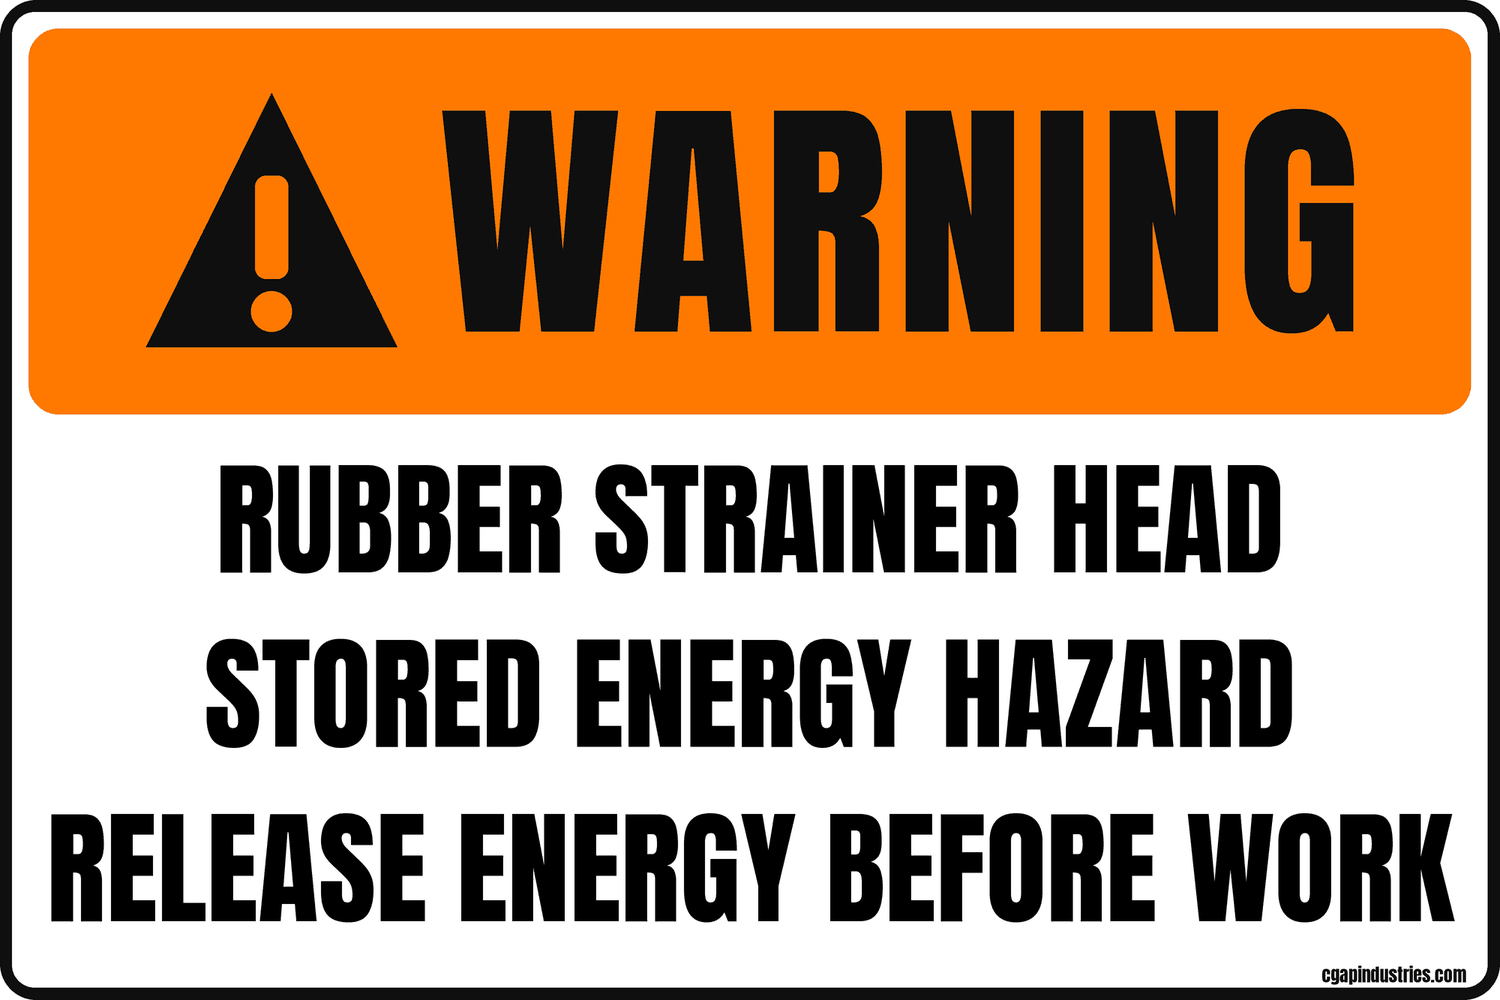 WARNING
RUBBER STRAINER HEAD
STORED ENERGY HAZARD
RELEASE ENERGY BEFORE WORK
cgapindustries.com